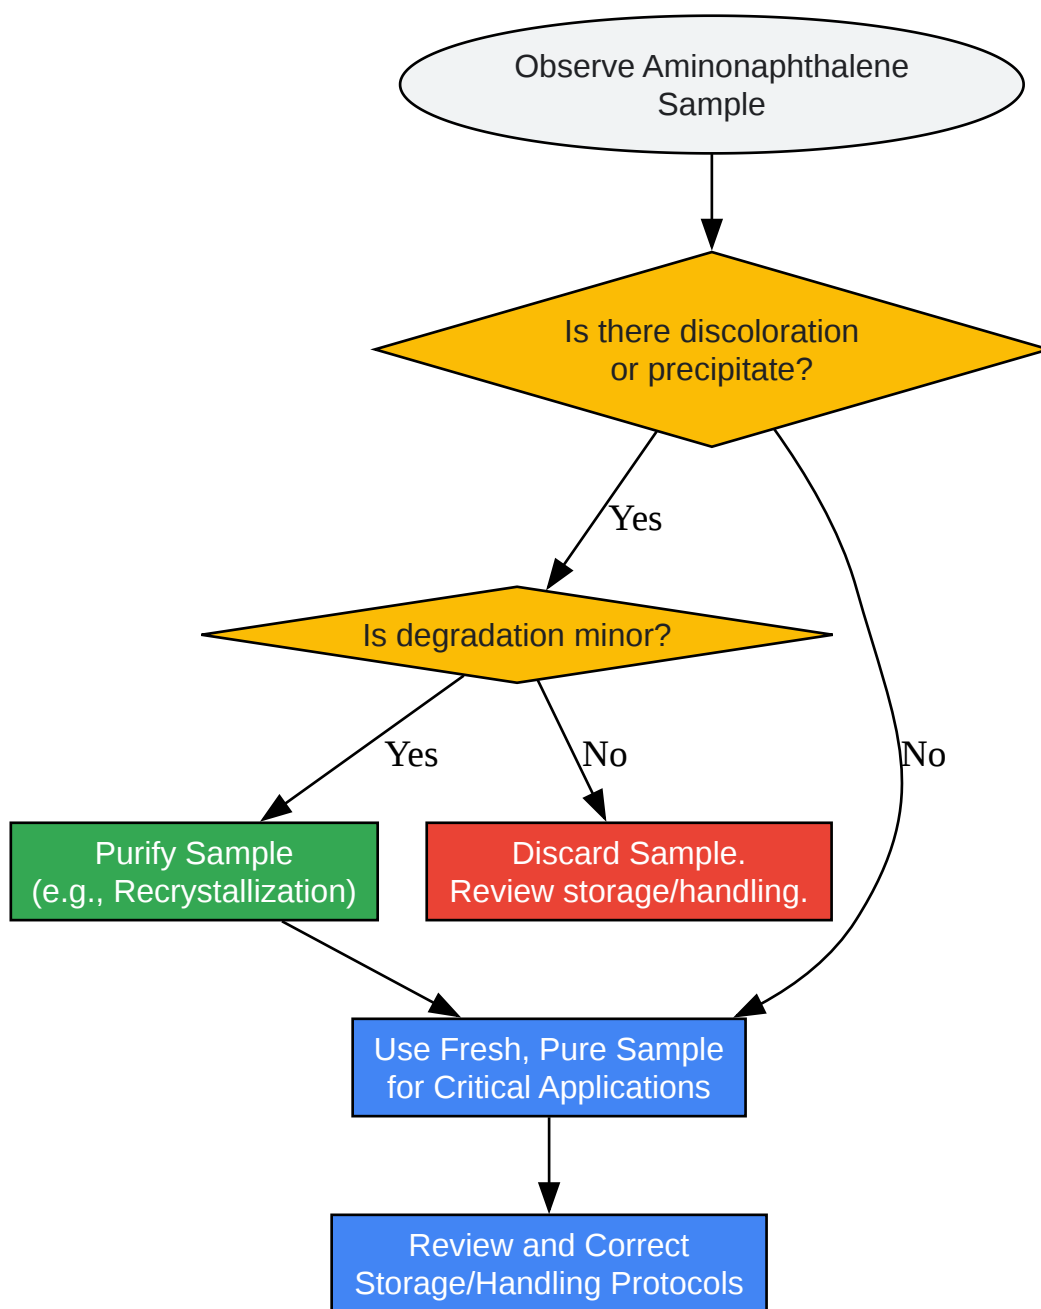 Observe Aminonaphthalene
Sample
Is there discoloration
or precipitate?
Yes
Is degradation minor?
Yes
No
No
Purify Sample
(e.g., Recrystallization)
Discard Sample.
Review storage/handling.
Use Fresh, Pure Sample
for Critical Applications
Review and Correct
Storage/Handling Protocols